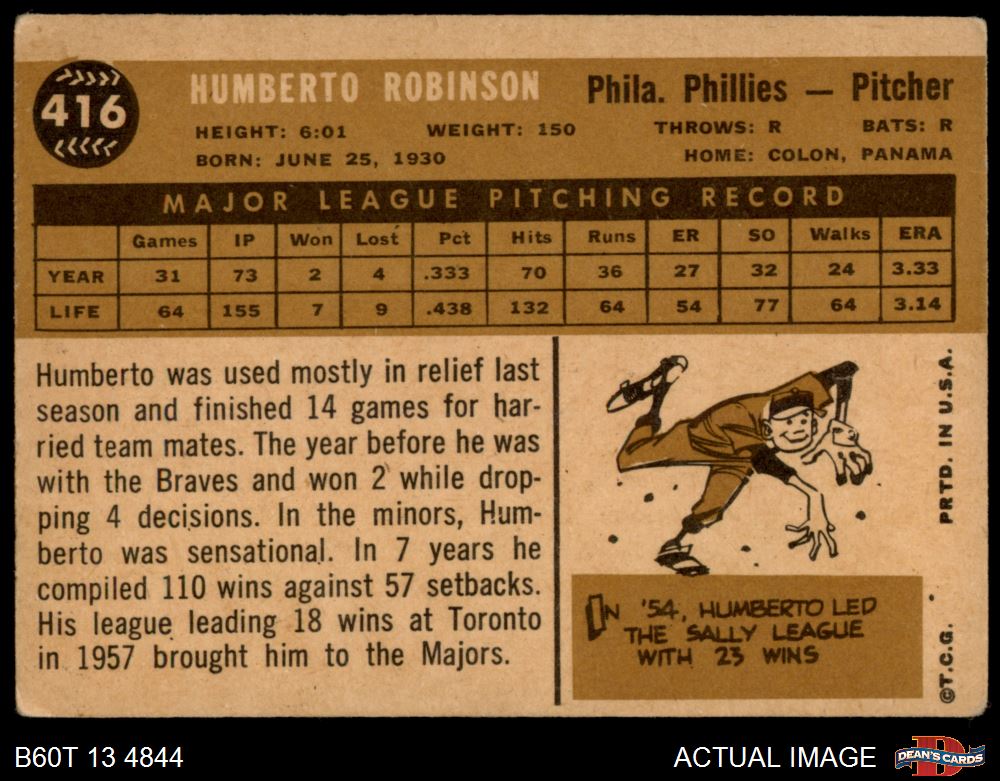 416
HUMBERTO ROBINSON Phila. Phillies — Pitcher
HEIGHT: 6:01 WEIGHT: 150 THROWS: R BATS: R
BORN: JUNE 25, 1930 HOME: COLON, PANAMA
MAJOR LEAGUE PITCHING RECORD
Games IP Won Lost Pct Hits Runs ER SO Walks ERA
YEAR 31 73 2 4 .333 70 36 27 32 24 3.33
LIFE 64 155 7 9 .438 132 64 54 77 64 3.14
Humberto was used mostly in relief last
season and finished 14 games for har-
ried team mates. The year before he was
with the Braves and won 2 while drop-
ping 4 decisions. In the minors, Hum-
berto was sensational. In 7 years he
compiled 110 wins against 57 setbacks.
His league leading 18 wins at Toronto
in 1957 brought him to the Majors.
IN '54, HUMBERTO LED
THE SALLY LEAGUE
WITH 23 WINS
©T.C.G. PRTD. IN U.S.A.
B60T 13 4844 ACTUAL IMAGE
D
DEAN'S CARDS